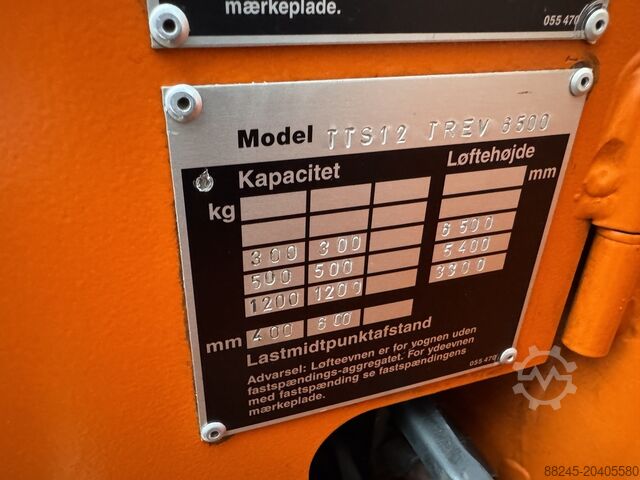 mærkeplade.
055 470
Model TTS12 TREV 6500
Kapacitet Løftehøjde
kg mm
300 300 6500
500 500 5400
1200 1200 3300
mm 400 600
Lastmidtpunktafstand
Advarsel: Løfteevnen er for vognen uden
fastspændings-aggregatet. For ydeevnen
med fastspænding se fastspændingens
mærkeplade.
055 470
88245-20405580